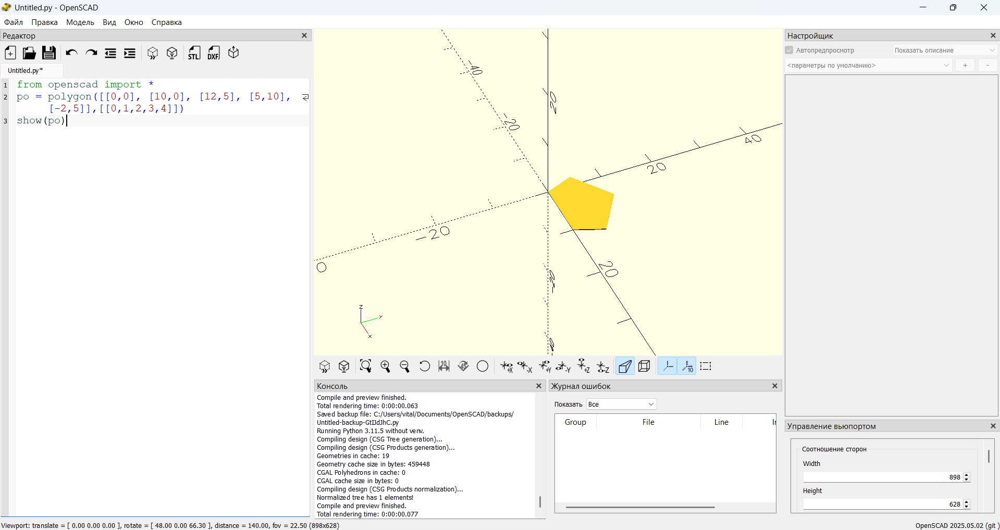 Untitled.py - OpenSCAD
Файл Правка Модель Вид Окно Справка
Редактор
STL DXF
Untitled.py*
1 from openscad import *
2 po = polygon([[0,0], [10,0], [12,5], [5,10],
[-2,5]],[[0,1,2,3,4]])
3 show(po)
-40
20
-20
40
20
-20
0
20
z
y
x
10 45 +X -X +Y -Y +Z -Z 10
Консоль
Compile and preview finished.
Total rendering time: 0:00:00.063
Saved backup file: C:/Users/vital/Documents/OpenSCAD/backups/
Untitled-backup-GtIJdJhC.py
Running Python 3.11.5 without venv.
Compiling design (CSG Tree generation)...
Compiling design (CSG Products generation)...
Geometries in cache: 19
Geometry cache size in bytes: 459448
CGAL Polyhedrons in cache: 0
CGAL cache size in bytes: 0
Compiling design (CSG Products normalization)...
Normalized tree has 1 elements!
Compile and preview finished.
Total rendering time: 0:00:00.077
Журнал ошибок
Показать Все
Group File Line
Настройщик
Автопредпросмотр Показать описание
<параметры по умолчанию> + -
Управление вьюпортом
Соотношение сторон
Width
898
Height
628
Viewport: translate = [ 0.00 0.00 0.00 ], rotate = [ 48.00 0.00 66.30 ], distance = 140.00, fov = 22.50 (898x628)
OpenSCAD 2025.05.02 (git )